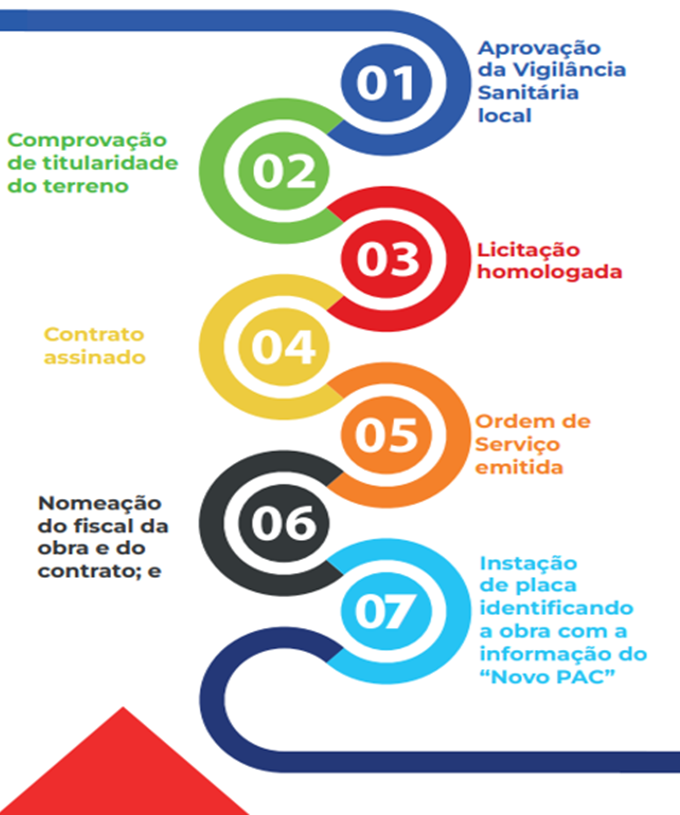 01
Aprovação
da Vigilância
Sanitária
local
02
Comprovação
de titularidade
do terreno
03
Licitação
homologada
04
Contrato
assinado
05
Ordem de
Serviço
emitida
06
Nomeação
do fiscal da
obra e do
contrato; e
07
Instação
de placa
identificando
a obra com a
informação do
“Novo PAC”